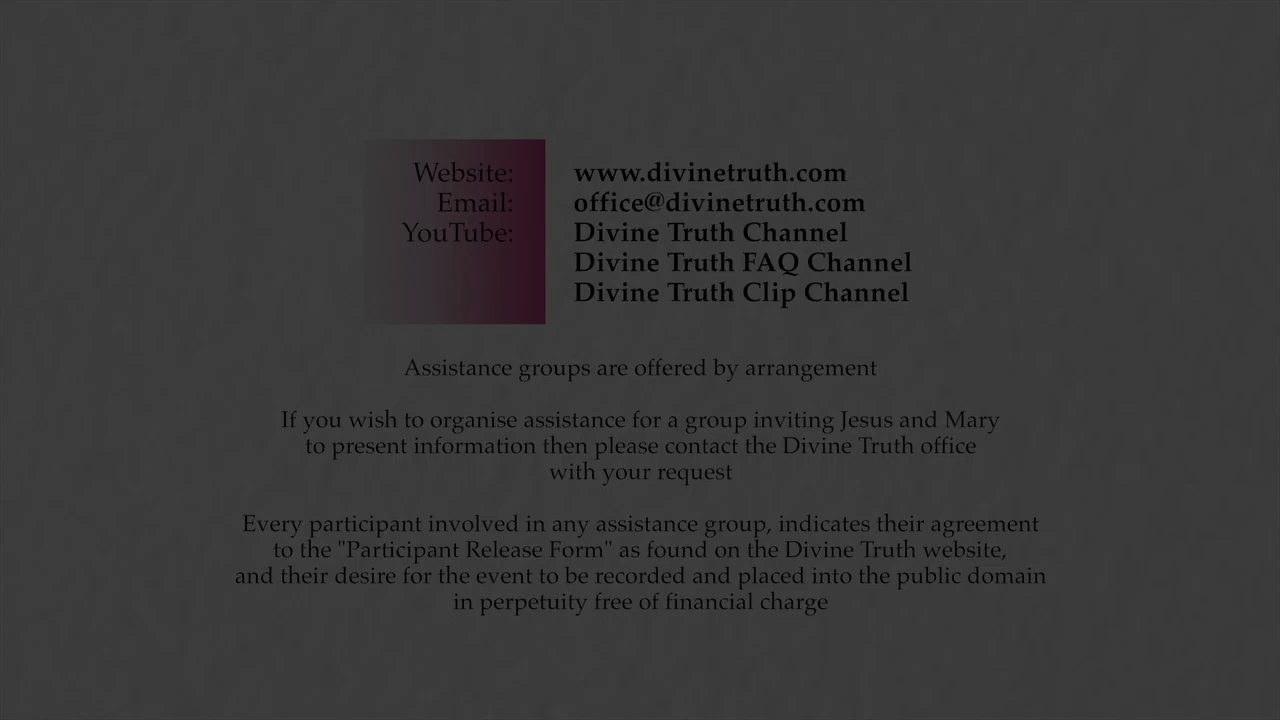 Website: www.divinetruth.com
Email: office@divinetruth.com
YouTube: Divine Truth Channel
Divine Truth FAQ Channel
Divine Truth Clip Channel
Assistance groups are offered by arrangement
If you wish to organise assistance for a group inviting Jesus and Mary
to present information then please contact the Divine Truth office
with your request
Every participant involved in any assistance group, indicates their agreement
to the "Participant Release Form" as found on the Divine Truth website,
and their desire for the event to be recorded and placed into the public domain
in perpetuity free of financial charge